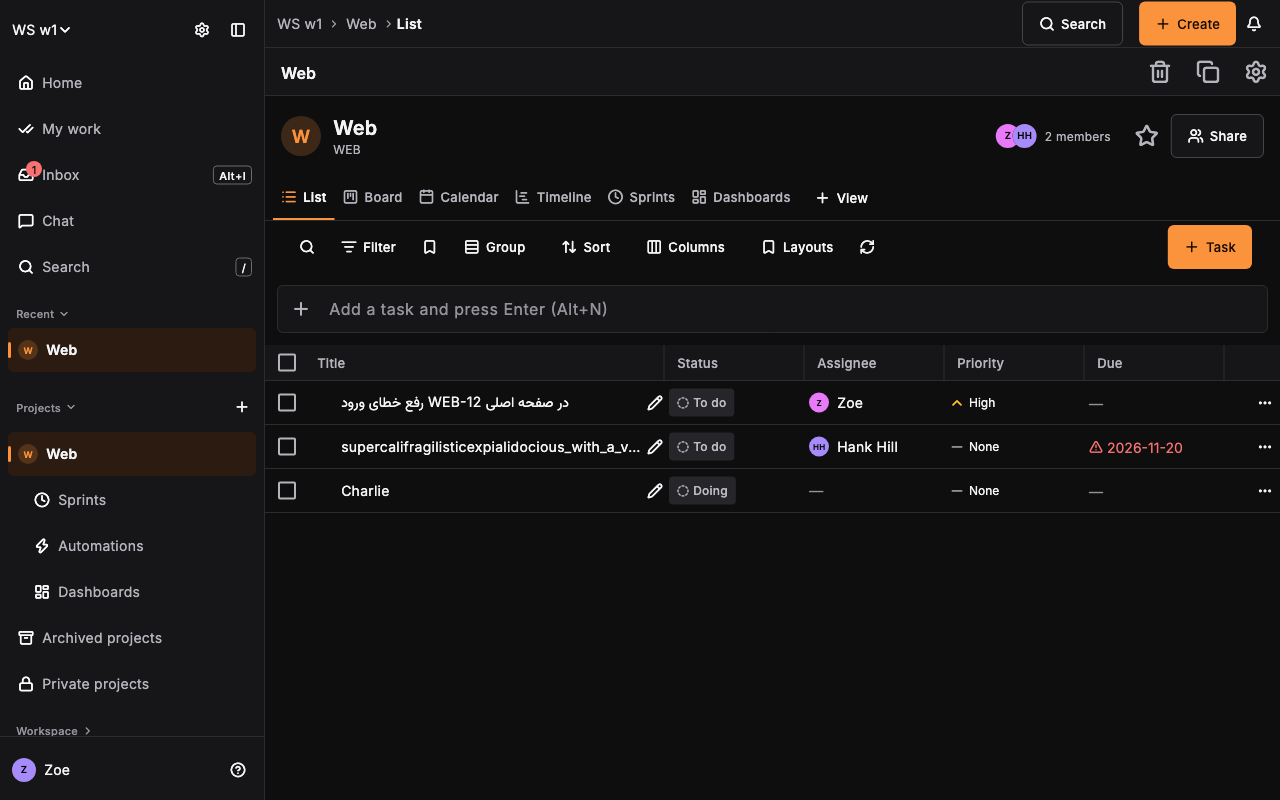 WS w1
Home
My work
1
Inbox
Alt+I
Chat
Search
/
Recent
W
Web
Projects
W
Web
Sprints
Automations
Dashboards
Archived projects
Private projects
Workspace
Z
Zoe
WS w1 > Web > List
Search
+ Create
Web
W
Web
WEB
Z
HH
2 members
Share
List
Board
Calendar
Timeline
Sprints
Dashboards
+ View
Filter
Group
Sort
Columns
Layouts
+ Task
+ Add a task and press Enter (Alt+N)
Title Status Assignee Priority Due
رفع خطای ورود WEB-12 در صفحه اصلی To do Z Zoe High —
supercalifragilisticexpialidocious_with_a_v... To do HH Hank Hill None 2026-11-20
Charlie Doing — None —